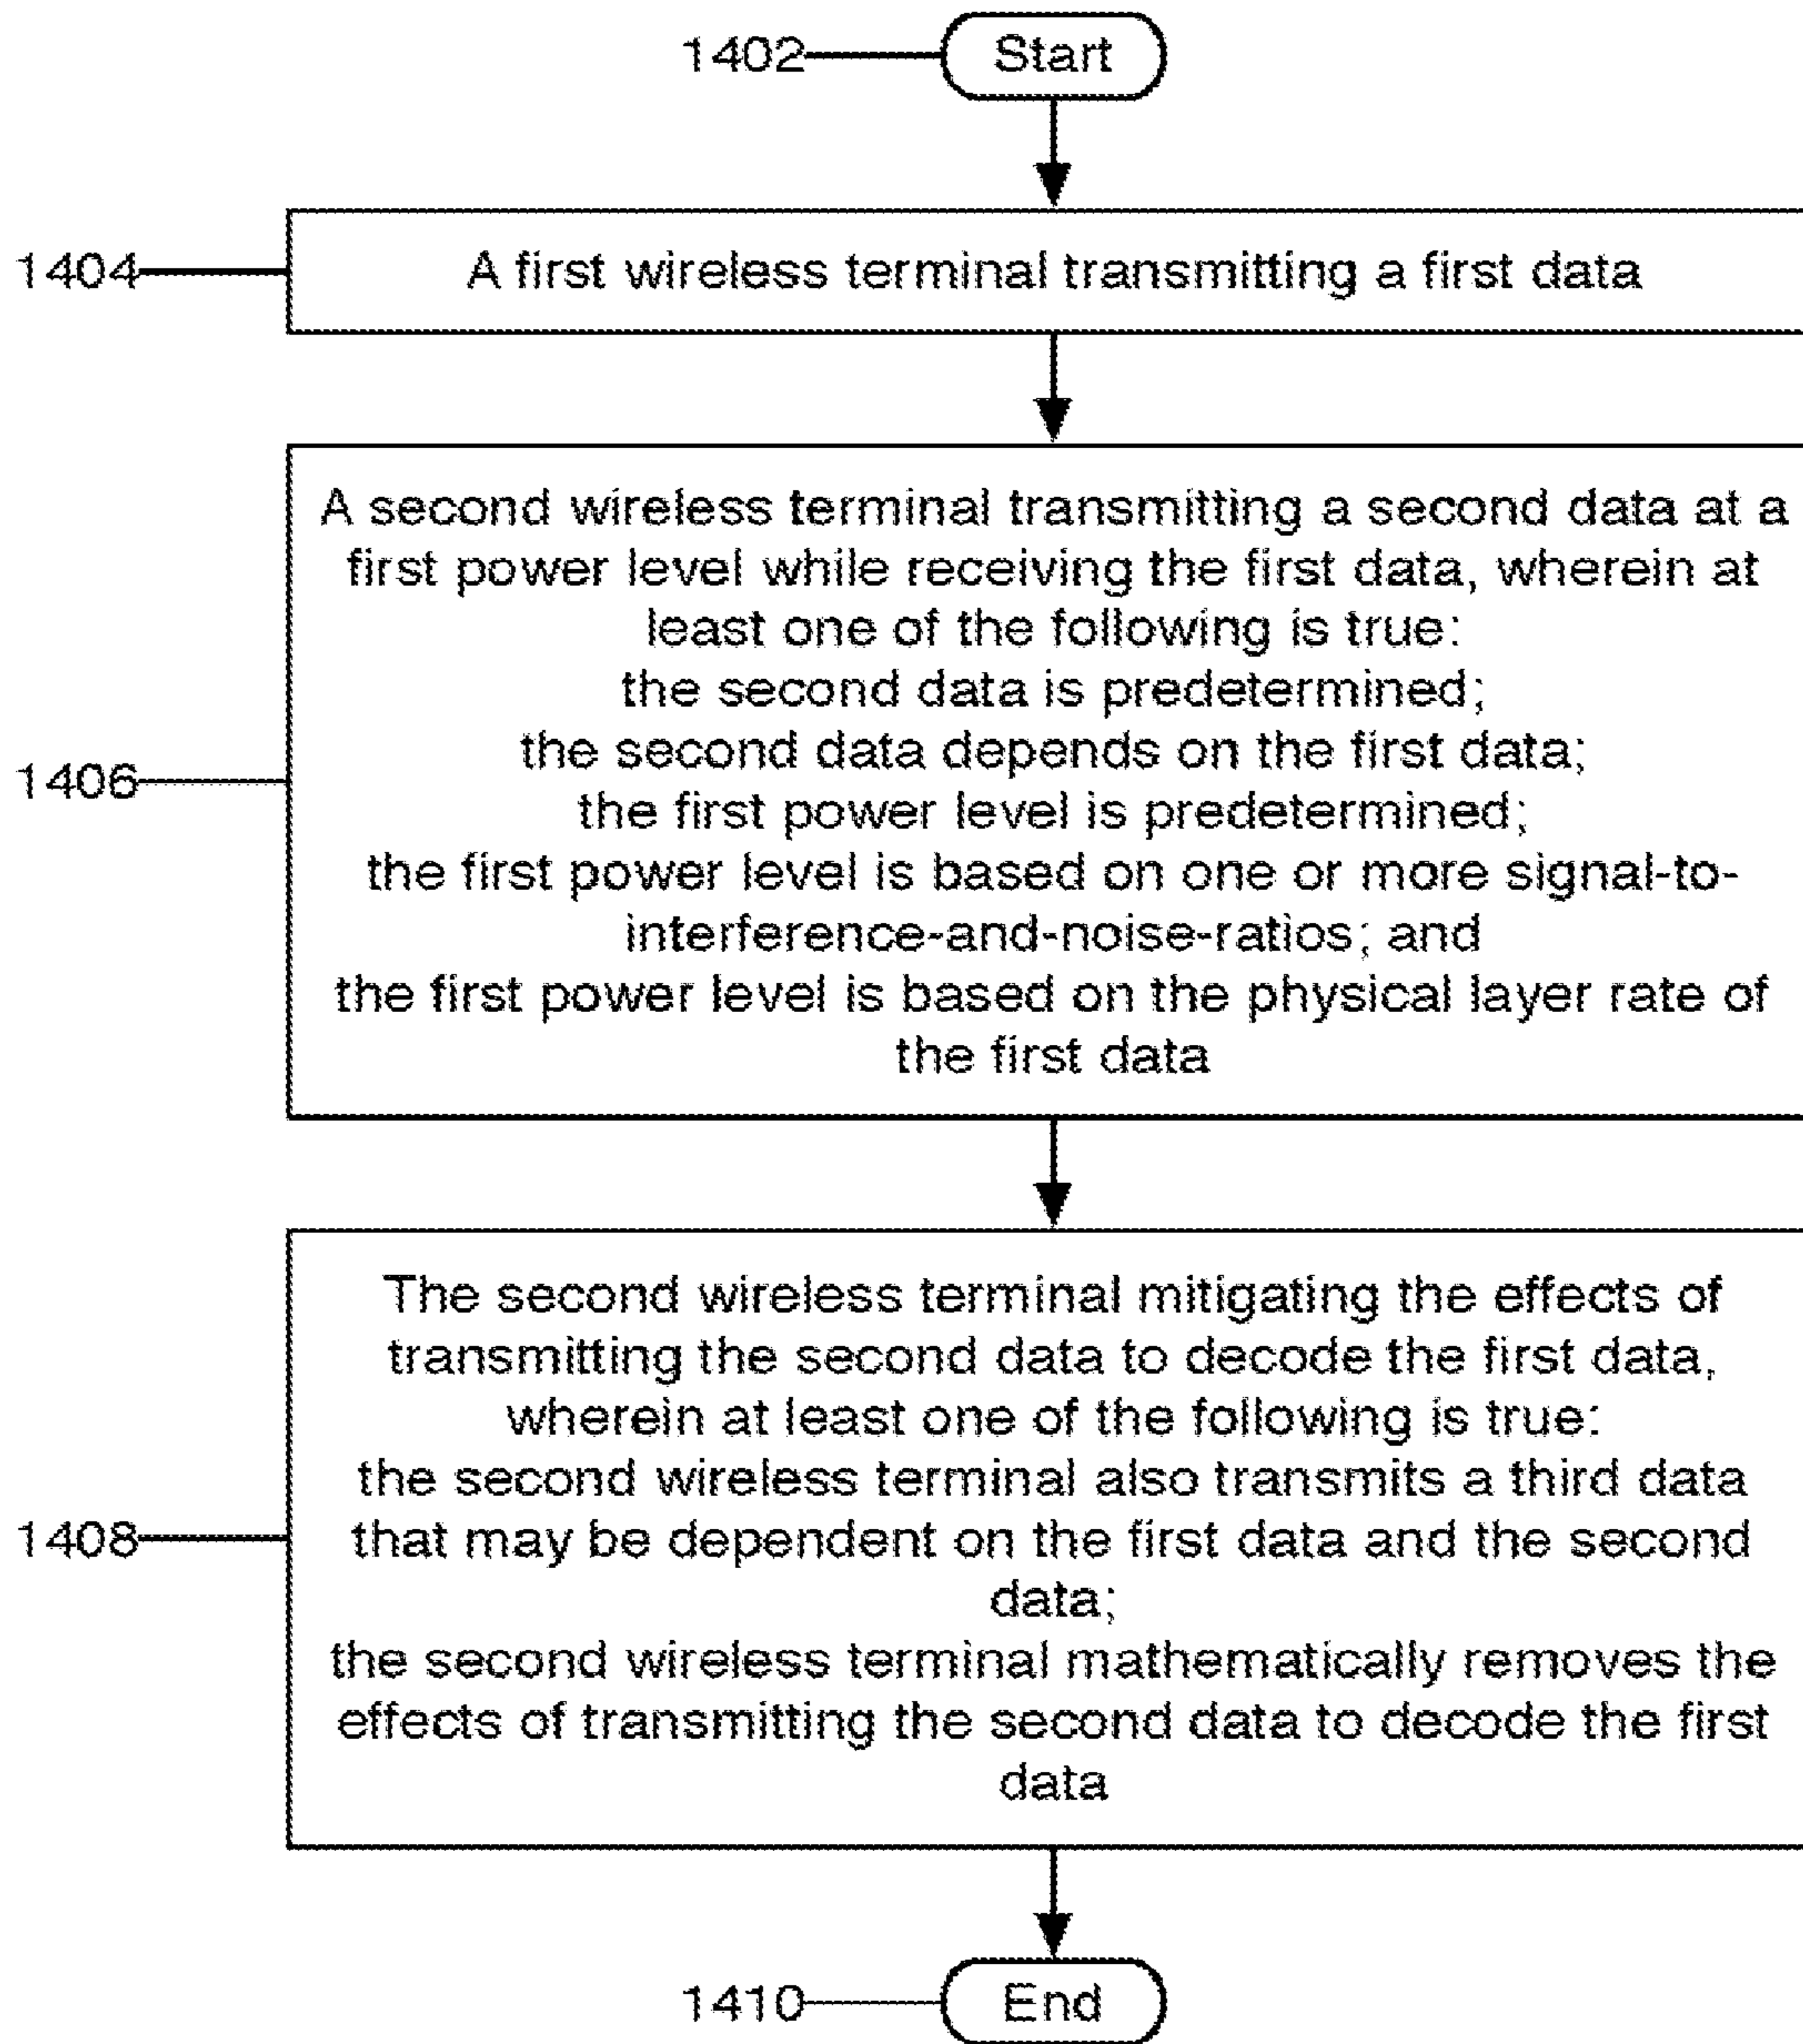 1402 Start
1404 A first wireless terminal transmitting a first data
A second wireless terminal transmitting a second data at a
first power level while receiving the first data, wherein at
least one of the following is true:
the second data is predetermined;
the second data depends on the first data;
1406
the first power level is predetermined;
the first power level is based on one or more signal-to-
interference-and-noise-ratios; and
the first power level is based on the physical layer rate of
the first data
The second wireless terminal mitigating the effects of
transmitting the second data to decode the first data,
wherein at least one of the following is true:
the second wireless terminal also transmits a third data
1408
that may be dependent on the first data and the second
data;
the second wireless terminal mathematically removes the
effects of transmitting the second data to decode the first
data
1410 End